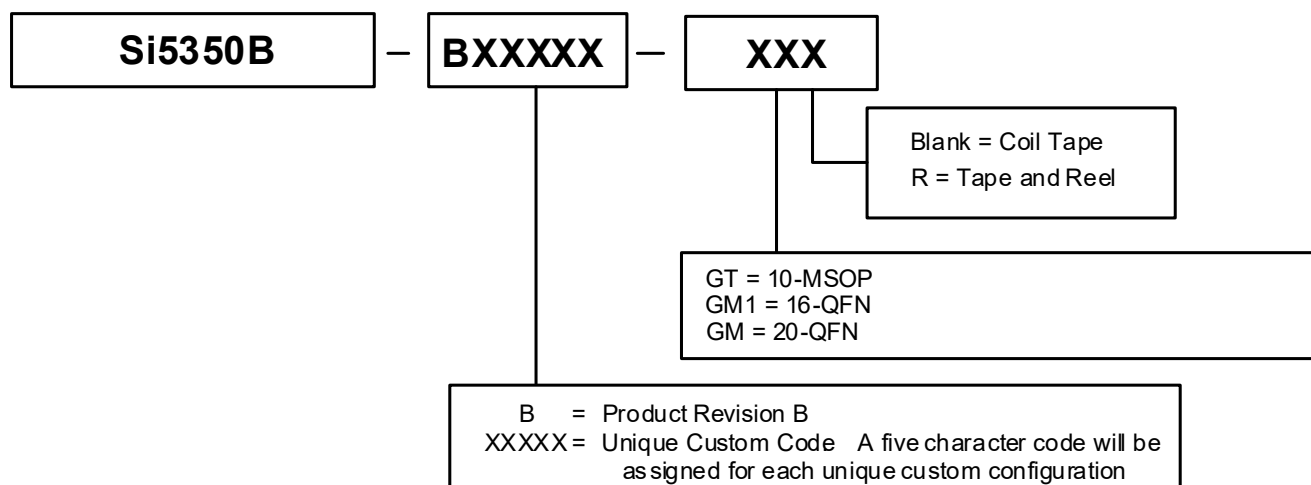 Si5350B – BXXXXX – XXX
Blank = Coil Tape
R = Tape and Reel
GT = 10-MSOP
GM1 = 16-QFN
GM = 20-QFN
B = Product Revision B
XXXXX = Unique Custom Code A five character code will be
assigned for each unique custom configuration